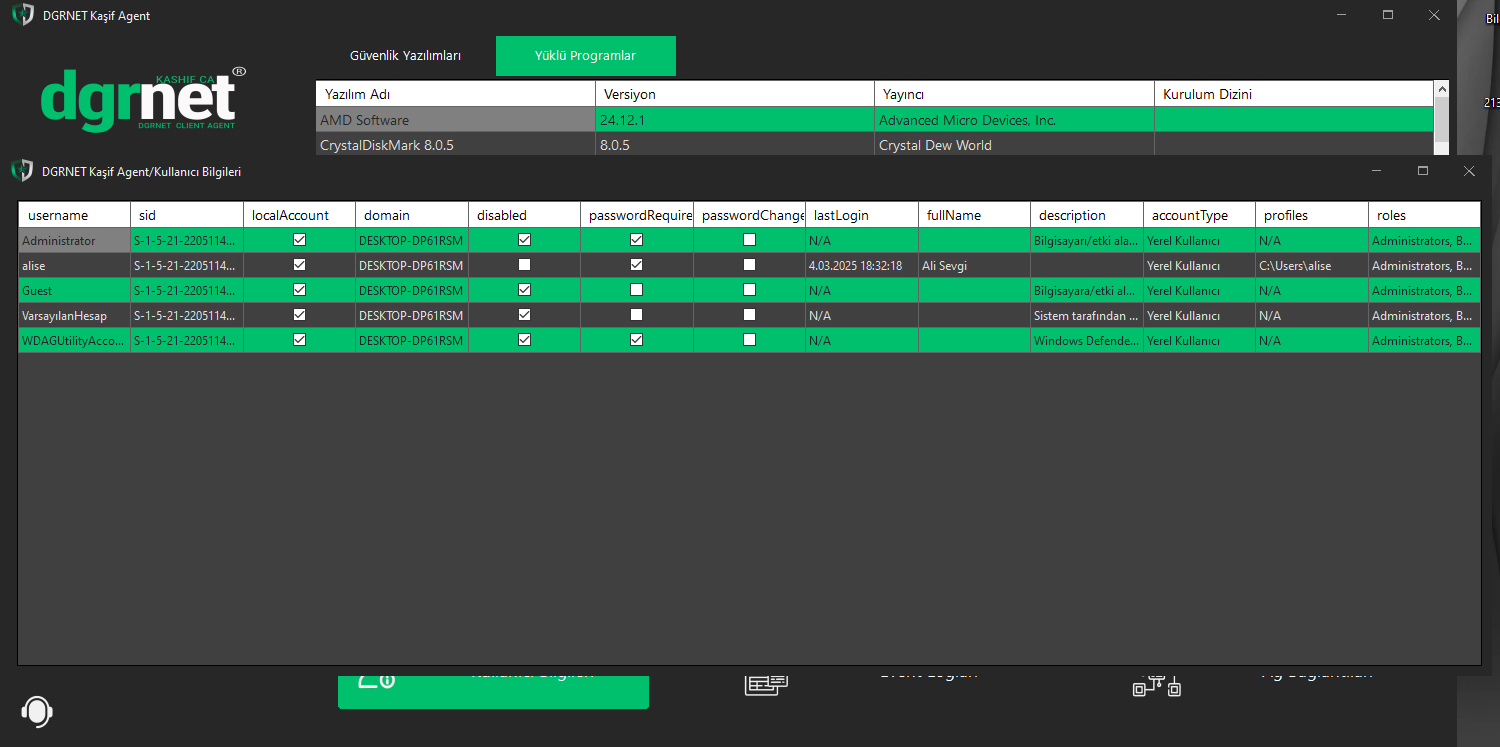 DGRNET Kaşif Agent
Bil
Güvenlik Yazılımları Yüklü Programlar
KASHIF CA
dgrnet®
DGRNET CLIENT AGENT
Yazılım Adı Versiyon Yayıncı Kurulum Dizini
AMD Software 24.12.1 Advanced Micro Devices, Inc.
213
CrystalDiskMark 8.0.5 8.0.5 Crystal Dew World
DGRNET Kaşif Agent/Kullanıcı Bilgileri
username sid localAccount domain disabled passwordRequire passwordChange lastLogin fullName description accountType profiles roles
Administrator S-1-5-21-2205114... DESKTOP-DP61RSM N/A Bilgisayarı/etki ala... Yerel Kullanıcı N/A Administrators, B...
alise S-1-5-21-2205114... DESKTOP-DP61RSM 4.03.2025 18:32:18 Ali Sevgi Yerel Kullanıcı C:\Users\alise Administrators, B...
Guest S-1-5-21-2205114... DESKTOP-DP61RSM N/A Bilgisayara/etki al... Yerel Kullanıcı N/A Administrators, B...
VarsayılanHesap S-1-5-21-2205114... DESKTOP-DP61RSM N/A Sistem tarafından ... Yerel Kullanıcı N/A Administrators, B...
WDAGUtilityAcco... S-1-5-21-2205114... DESKTOP-DP61RSM N/A Windows Defende... Yerel Kullanıcı N/A Administrators, B...
Kullanıcı Bilgileri Event Logları Ağ Bağlantıları